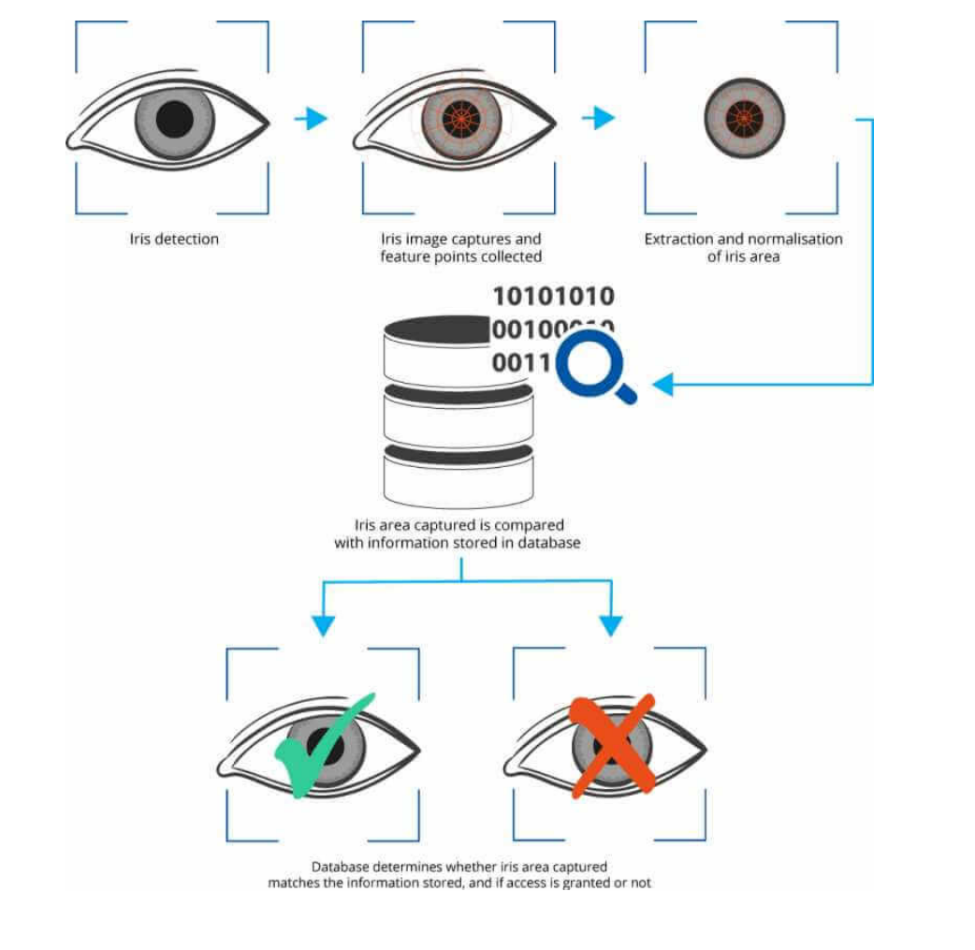 Iris detection
Iris image captures and
feature points collected
Extraction and normalisation
of iris area
10101010
00100010
0011
Iris area captured is compared
with information stored in database
Database determines whether iris area captured
matches the information stored, and if access is granted or not